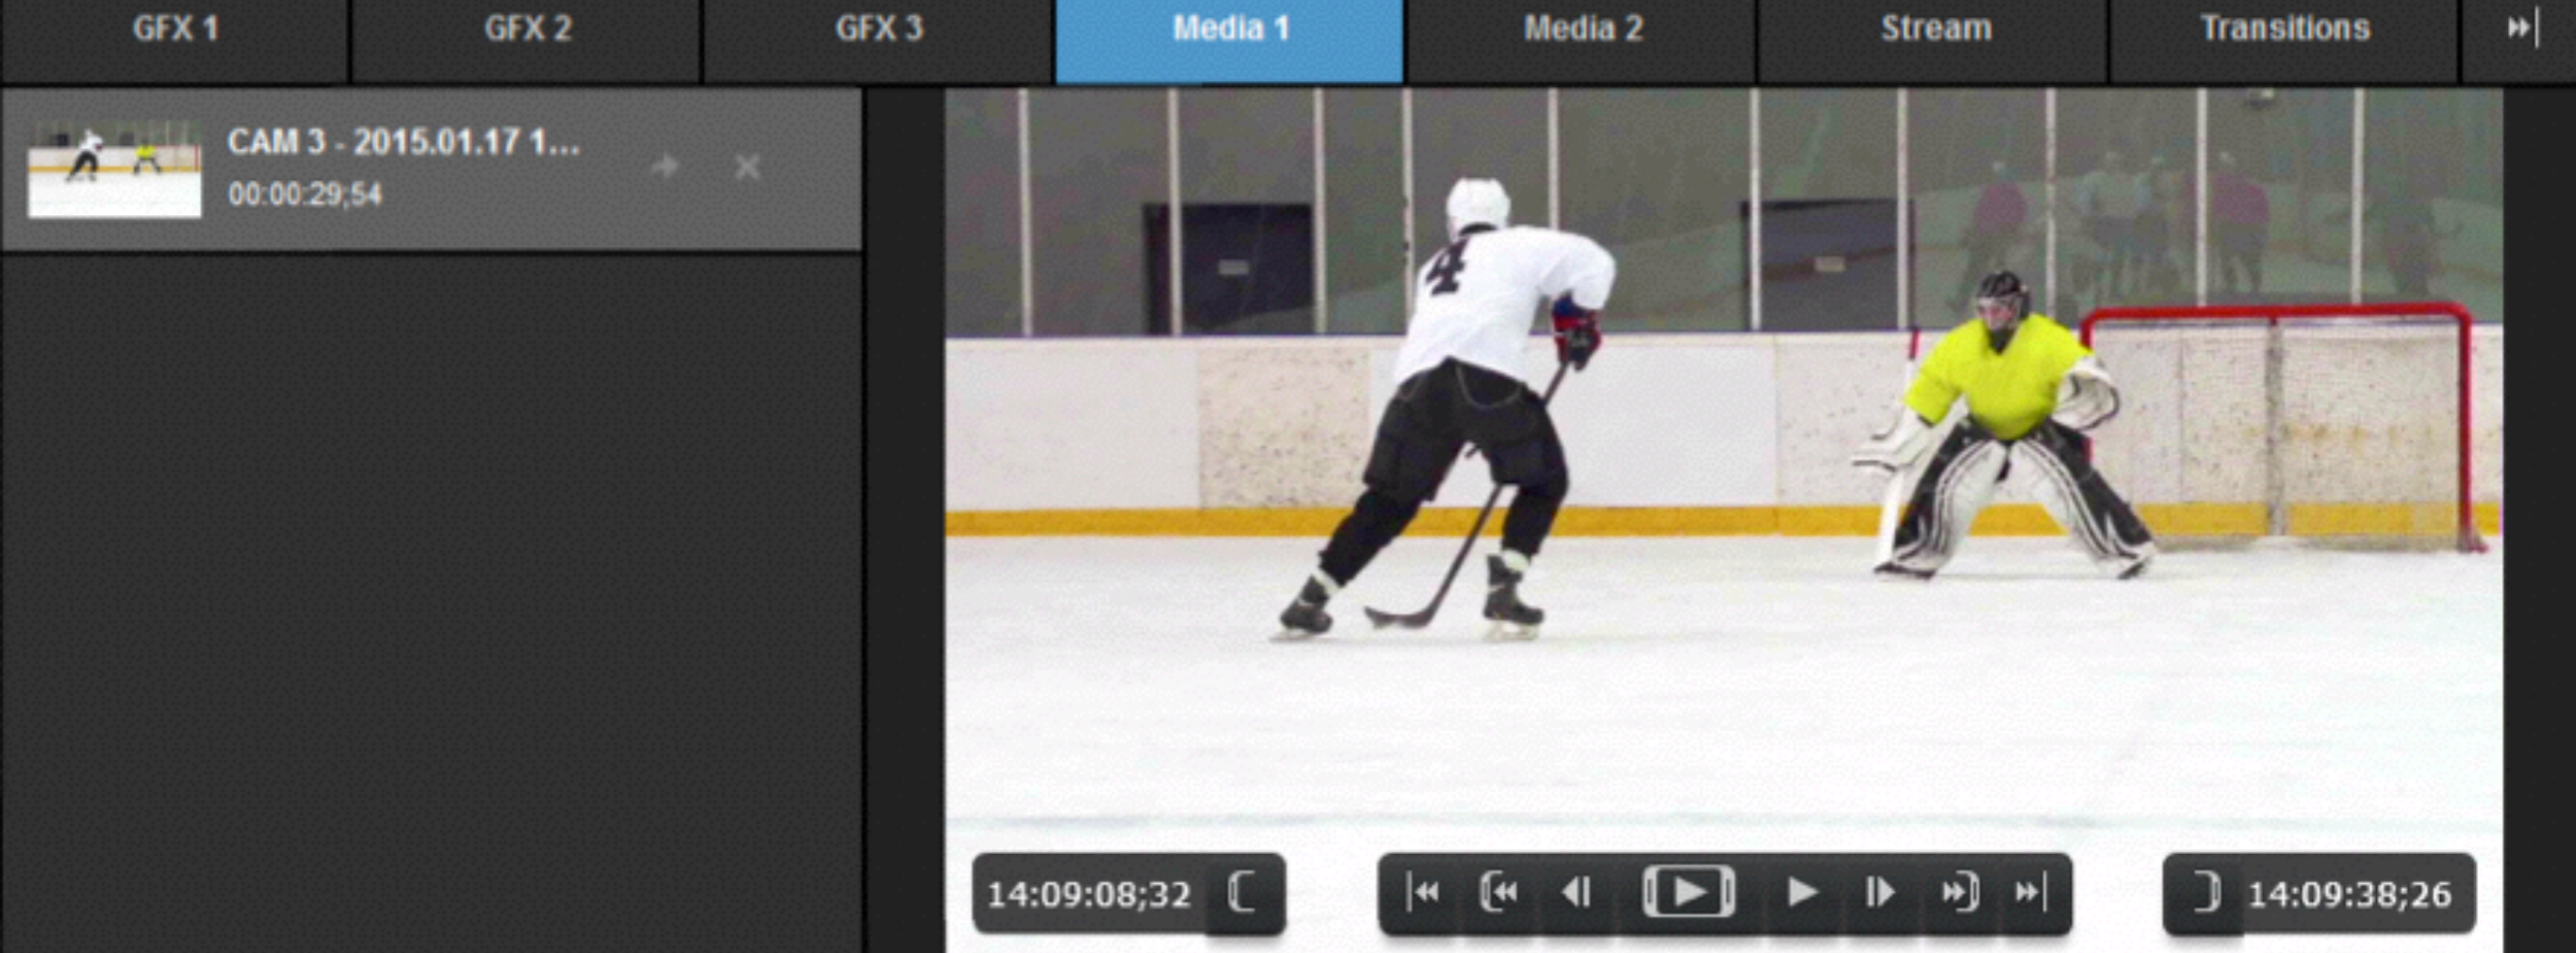 GFX 1
GFX 2
GFX 3
Media 1
Media 2
Stream
Transitions
CAM 3 - 2015.01.17 1...
00:00:29;54
4
14:09:08;32
14:09:38;26